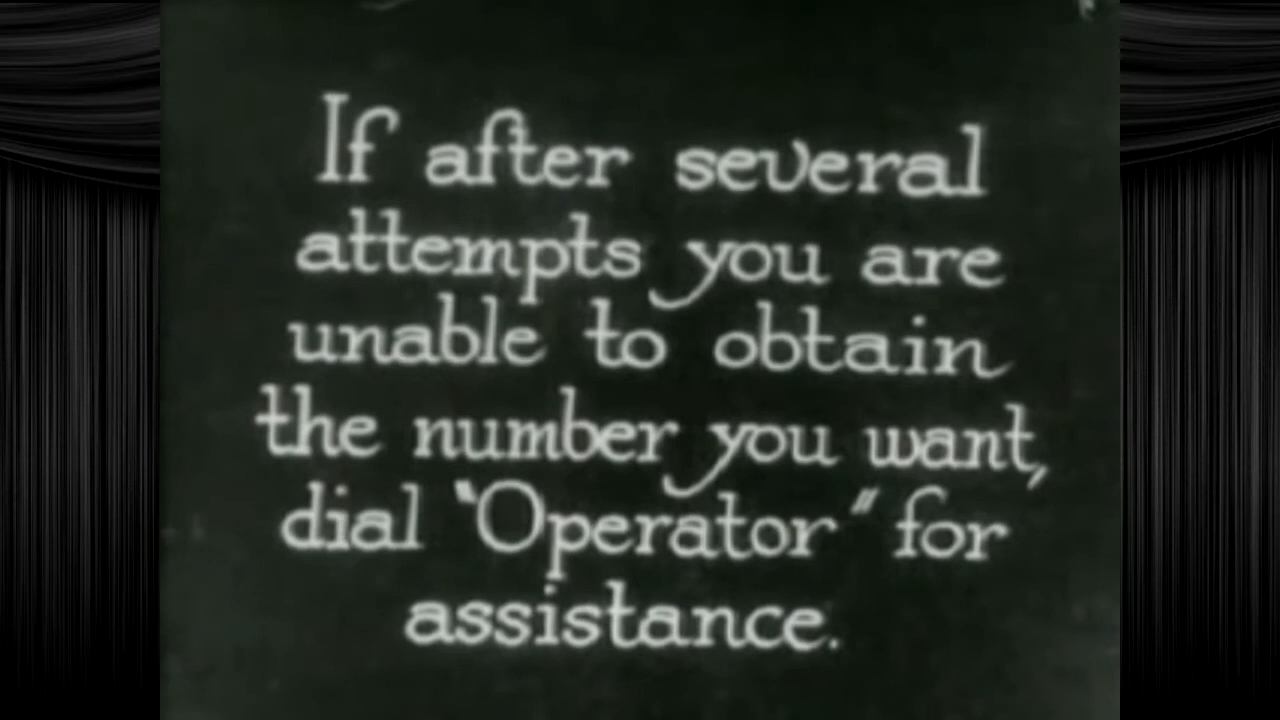 If after several
attempts you are
unable to obtain
the number you want,
dial "Operator" for
assistance.